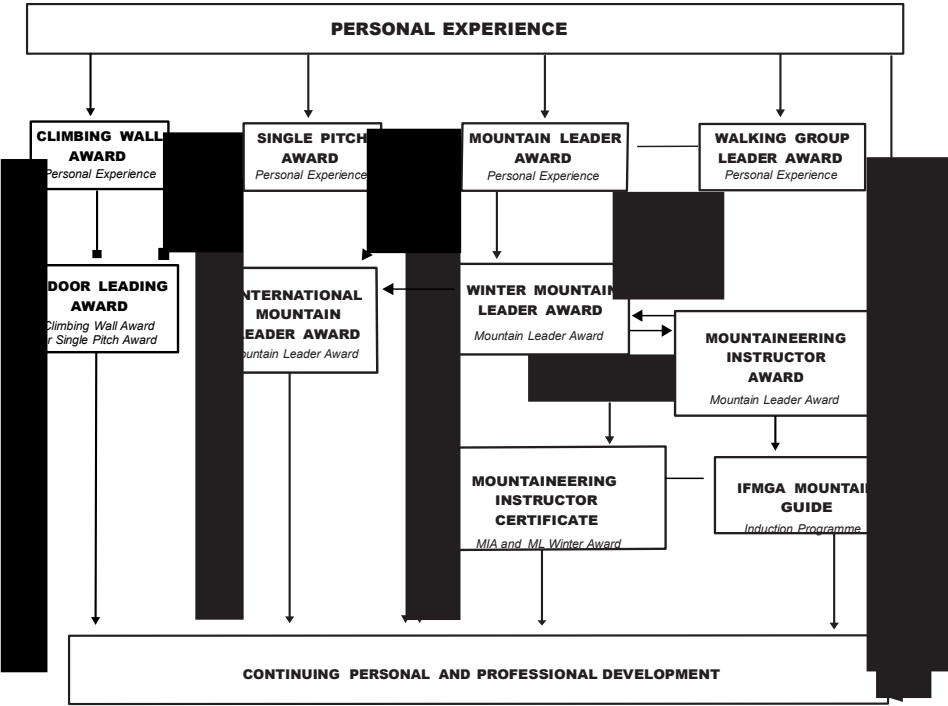 PERSONAL EXPERIENCE
CLIMBING WALL
AWARD
Personal Experience
SINGLE PITCH
AWARD
Personal Experience
MOUNTAIN LEADER
AWARD
Personal Experience
WALKING GROUP
LEADER AWARD
Personal Experience
DOOR LEADING
AWARD
Climbing Wall Award
r Single Pitch Award
NTERNATIONAL
MOUNTAIN
LEADER AWARD
ountain Leader Award
WINTER MOUNTAIN
LEADER AWARD
Mountain Leader Award
MOUNTAINEERING
INSTRUCTOR
AWARD
Mountain Leader Award
MOUNTAINEERING
INSTRUCTOR
CERTIFICATE
MIA and ML Winter Award
IFMGA MOUNTAI
GUIDE
Induction Programme
CONTINUING PERSONAL AND PROFESSIONAL DEVELOPMENT